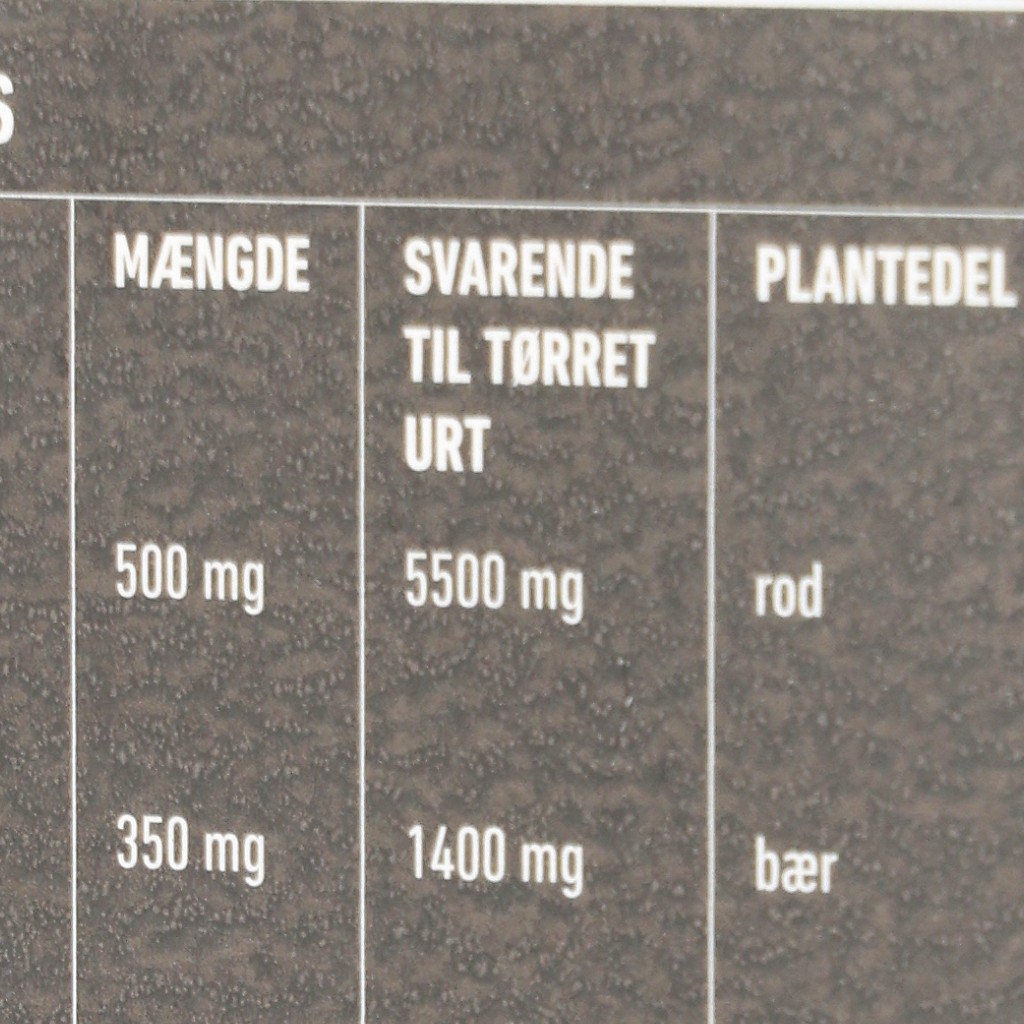 MÆNGDE SVARENDE TIL TØRRET URT PLANTEDEL
500 mg 5500 mg rod
350 mg 1400 mg bær